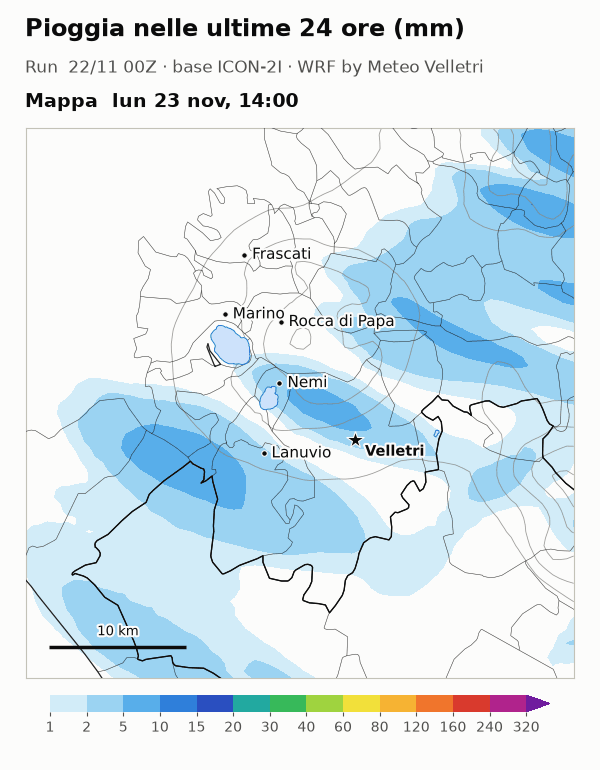 Pioggia nelle ultime 24 ore (mm)
Run 22/11 00Z · base ICON-2I · WRF by Meteo Velletri
Mappa lun 23 nov, 14:00
Frascati
Marino
Rocca di Papa
Nemi
Velletri
Lanuvio
10 km
1 2 5 10 15 20 30 40 60 80 120 160 240 320